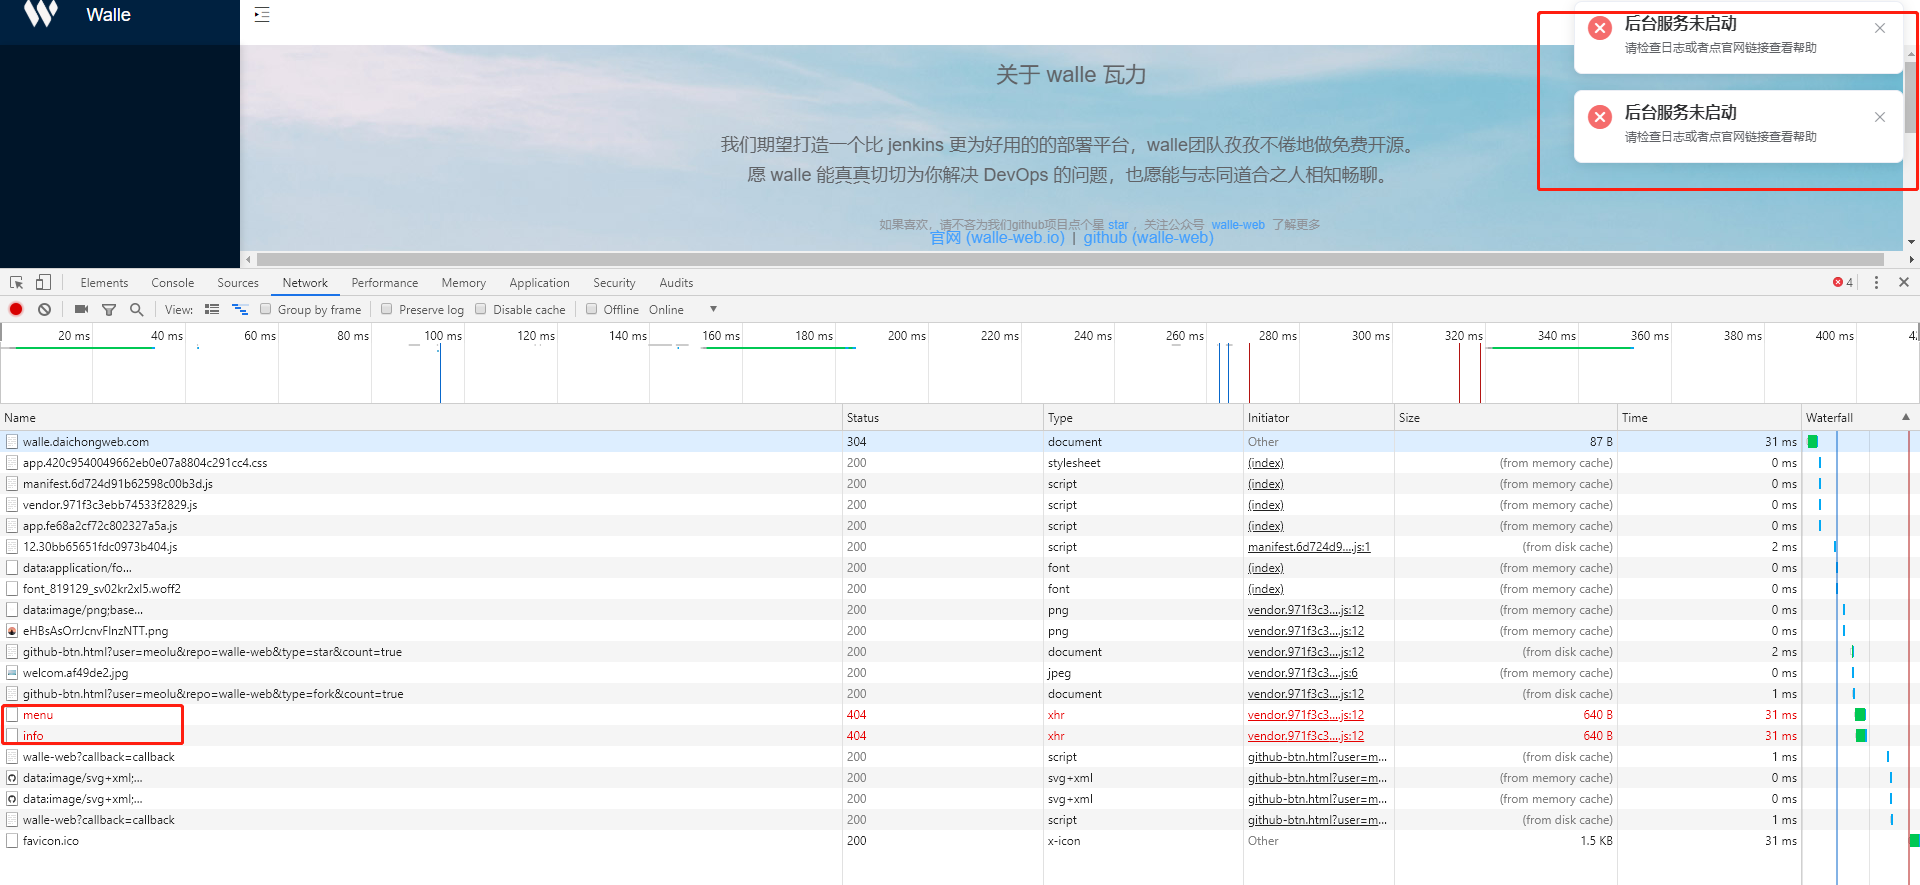 Walle
后台服务未启动
请检查日志或者点官网链接查看帮助
后台服务未启动
请检查日志或者点官网链接查看帮助
关于 walle 瓦力
我们期望打造一个比 jenkins 更为好用的的部署平台，walle团队孜孜不倦地做免费开源。
愿 walle 能真真切切为你解决 DevOps 的问题，也愿能与志同道合之人相知畅聊。
如果喜欢，请不吝为我们github项目点个星 star ，关注公众号 walle-web 了解更多
官网 (walle-web.io) | github (walle-web)
Elements Console Sources Network Performance Memory Application Security Audits 4
View: Group by frame Preserve log Disable cache Offline Online
20 ms 40 ms 60 ms 80 ms 100 ms 120 ms 140 ms 160 ms 180 ms 200 ms 220 ms 240 ms 260 ms 280 ms 300 ms 320 ms 340 ms 360 ms 380 ms 400 ms 42
Name Status Type Initiator Size Time Waterfall
walle.daichongweb.com 304 document Other 87 B 31 ms
app.420c9540049662eb0e07a8804c291cc4.css 200 stylesheet (index) (from memory cache) 0 ms
manifest.6d724d91b62598c00b3d.js 200 script (index) (from memory cache) 0 ms
vendor.971f3c3ebb74533f2829.js 200 script (index) (from memory cache) 0 ms
app.fe68a2cf72c802327a5a.js 200 script (index) (from memory cache) 0 ms
12.30bb65651fdc0973b404.js 200 script manifest.6d724d9....js:1 (from disk cache) 2 ms
data:application/fo... 200 font (index) (from memory cache) 0 ms
font_819129_sv02kr2xl5.woff2 200 font (index) (from memory cache) 0 ms
data:image/png;base... 200 png vendor.971f3c3....js:12 (from memory cache) 0 ms
eHBsAsOrrJcnvFlnzNTT.png 200 png vendor.971f3c3....js:12 (from memory cache) 0 ms
github-btn.html?user=meolu&repo=walle-web&type=star&count=true 200 document vendor.971f3c3....js:12 (from disk cache) 2 ms
welcom.af49de2.jpg 200 jpeg vendor.971f3c3....js:6 (from memory cache) 0 ms
github-btn.html?user=meolu&repo=walle-web&type=fork&count=true 200 document vendor.971f3c3....js:12 (from disk cache) 1 ms
menu 404 xhr vendor.971f3c3....js:12 640 B 31 ms
info 404 xhr vendor.971f3c3....js:12 640 B 31 ms
walle-web?callback=callback 200 script github-btn.html?user=m... (from disk cache) 1 ms
data:image/svg+xml;... 200 svg+xml github-btn.html?user=m... (from memory cache) 0 ms
data:image/svg+xml;... 200 svg+xml github-btn.html?user=m... (from memory cache) 0 ms
walle-web?callback=callback 200 script github-btn.html?user=m... (from disk cache) 1 ms
favicon.ico 200 x-icon Other 1.5 KB 31 ms